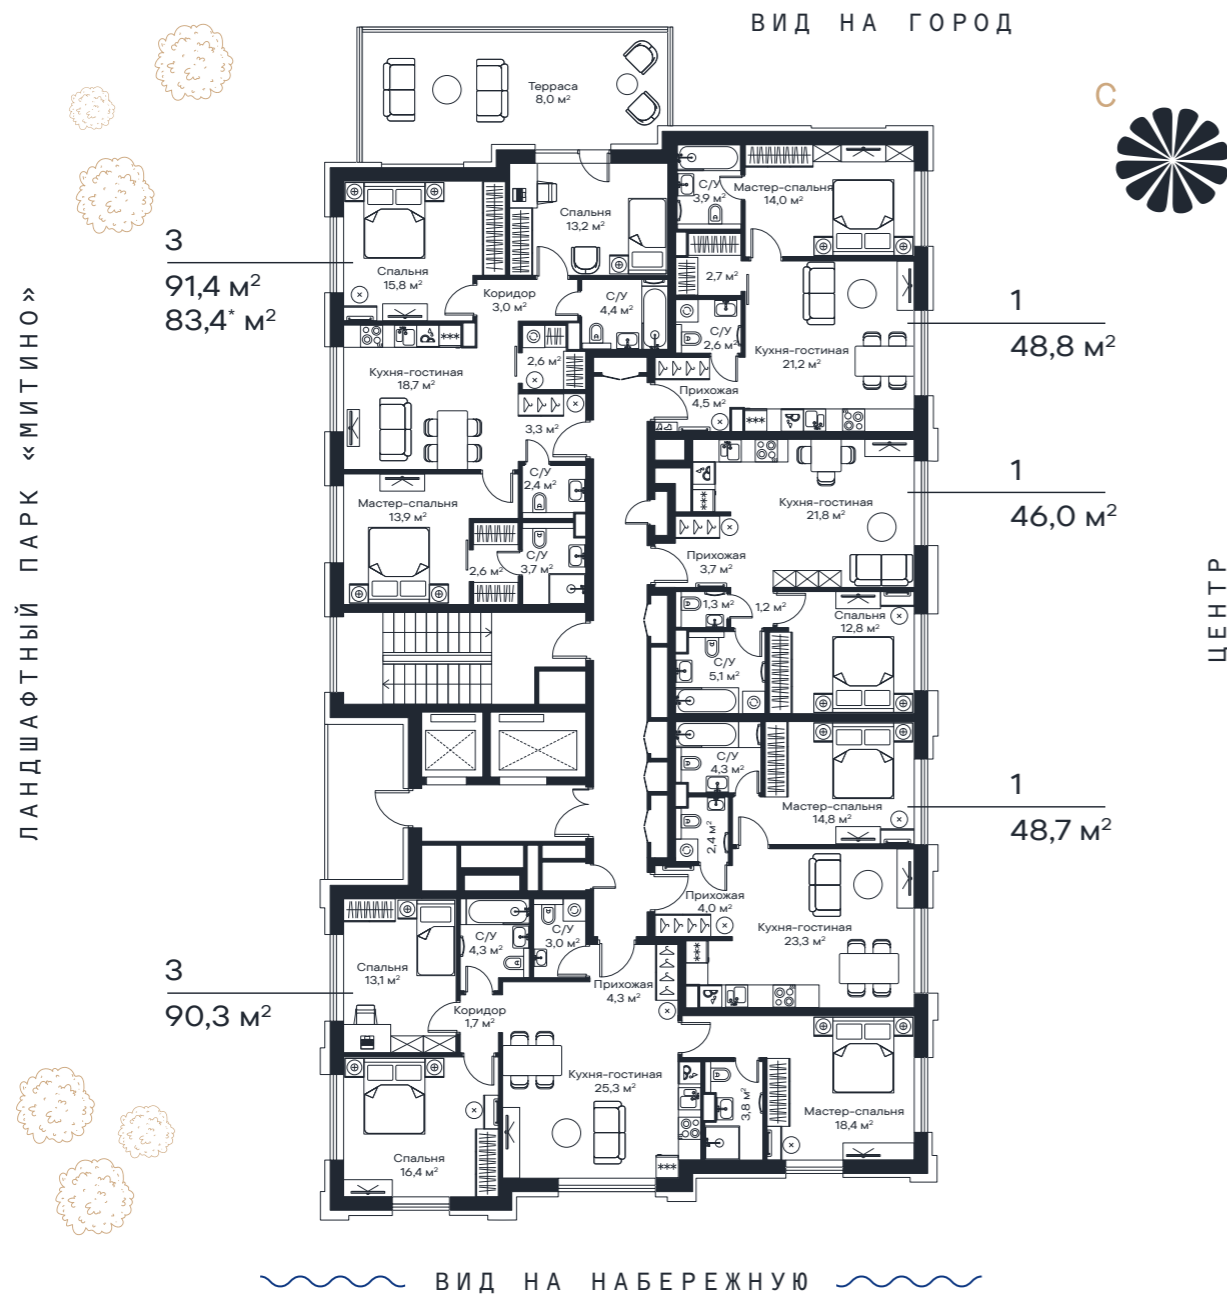 ВИД НА ГОРОД
С
Терраса
8,0 м²
3
91,4 м²
83,4* м²
Спальня
15,8 м²
Спальня
13,2 м²
Коридор
3,0 м²
С/У
4,4 м²
Кухня-гостиная
18,7 м²
2,6 м²
3,3 м²
С/У
2,4 м²
Мастер-спальня
13,9 м²
2,6 м²
С/У
3,7 м²
С/У
3,9 м²
Мастер-спальня
14,0 м²
2,7 м²
С/У
2,6 м²
Кухня-гостиная
21,2 м²
Прихожая
4,5 м²
1
48,8 м²
Кухня-гостиная
21,8 м²
Прихожая
3,7 м²
1,3 м²
1,2 м²
Спальня
12,8 м²
С/У
5,1 м²
1
46,0 м²
С/У
4,3 м²
Мастер-спальня
14,8 м²
2,4 м²
Прихожая
4,0 м²
Кухня-гостиная
23,3 м²
1
48,7 м²
3
90,3 м²
Спальня
13,1 м²
С/У
4,3 м²
С/У
3,0 м²
Прихожая
4,3 м²
Коридор
1,7 м²
Кухня-гостиная
25,3 м²
Спальня
16,4 м²
3,8 м²
Мастер-спальня
18,4 м²
ЛАНДШАФТНЫЙ ПАРК «МИТИНО»
ЦЕНТР
ВИД НА НАБЕРЕЖНУЮ